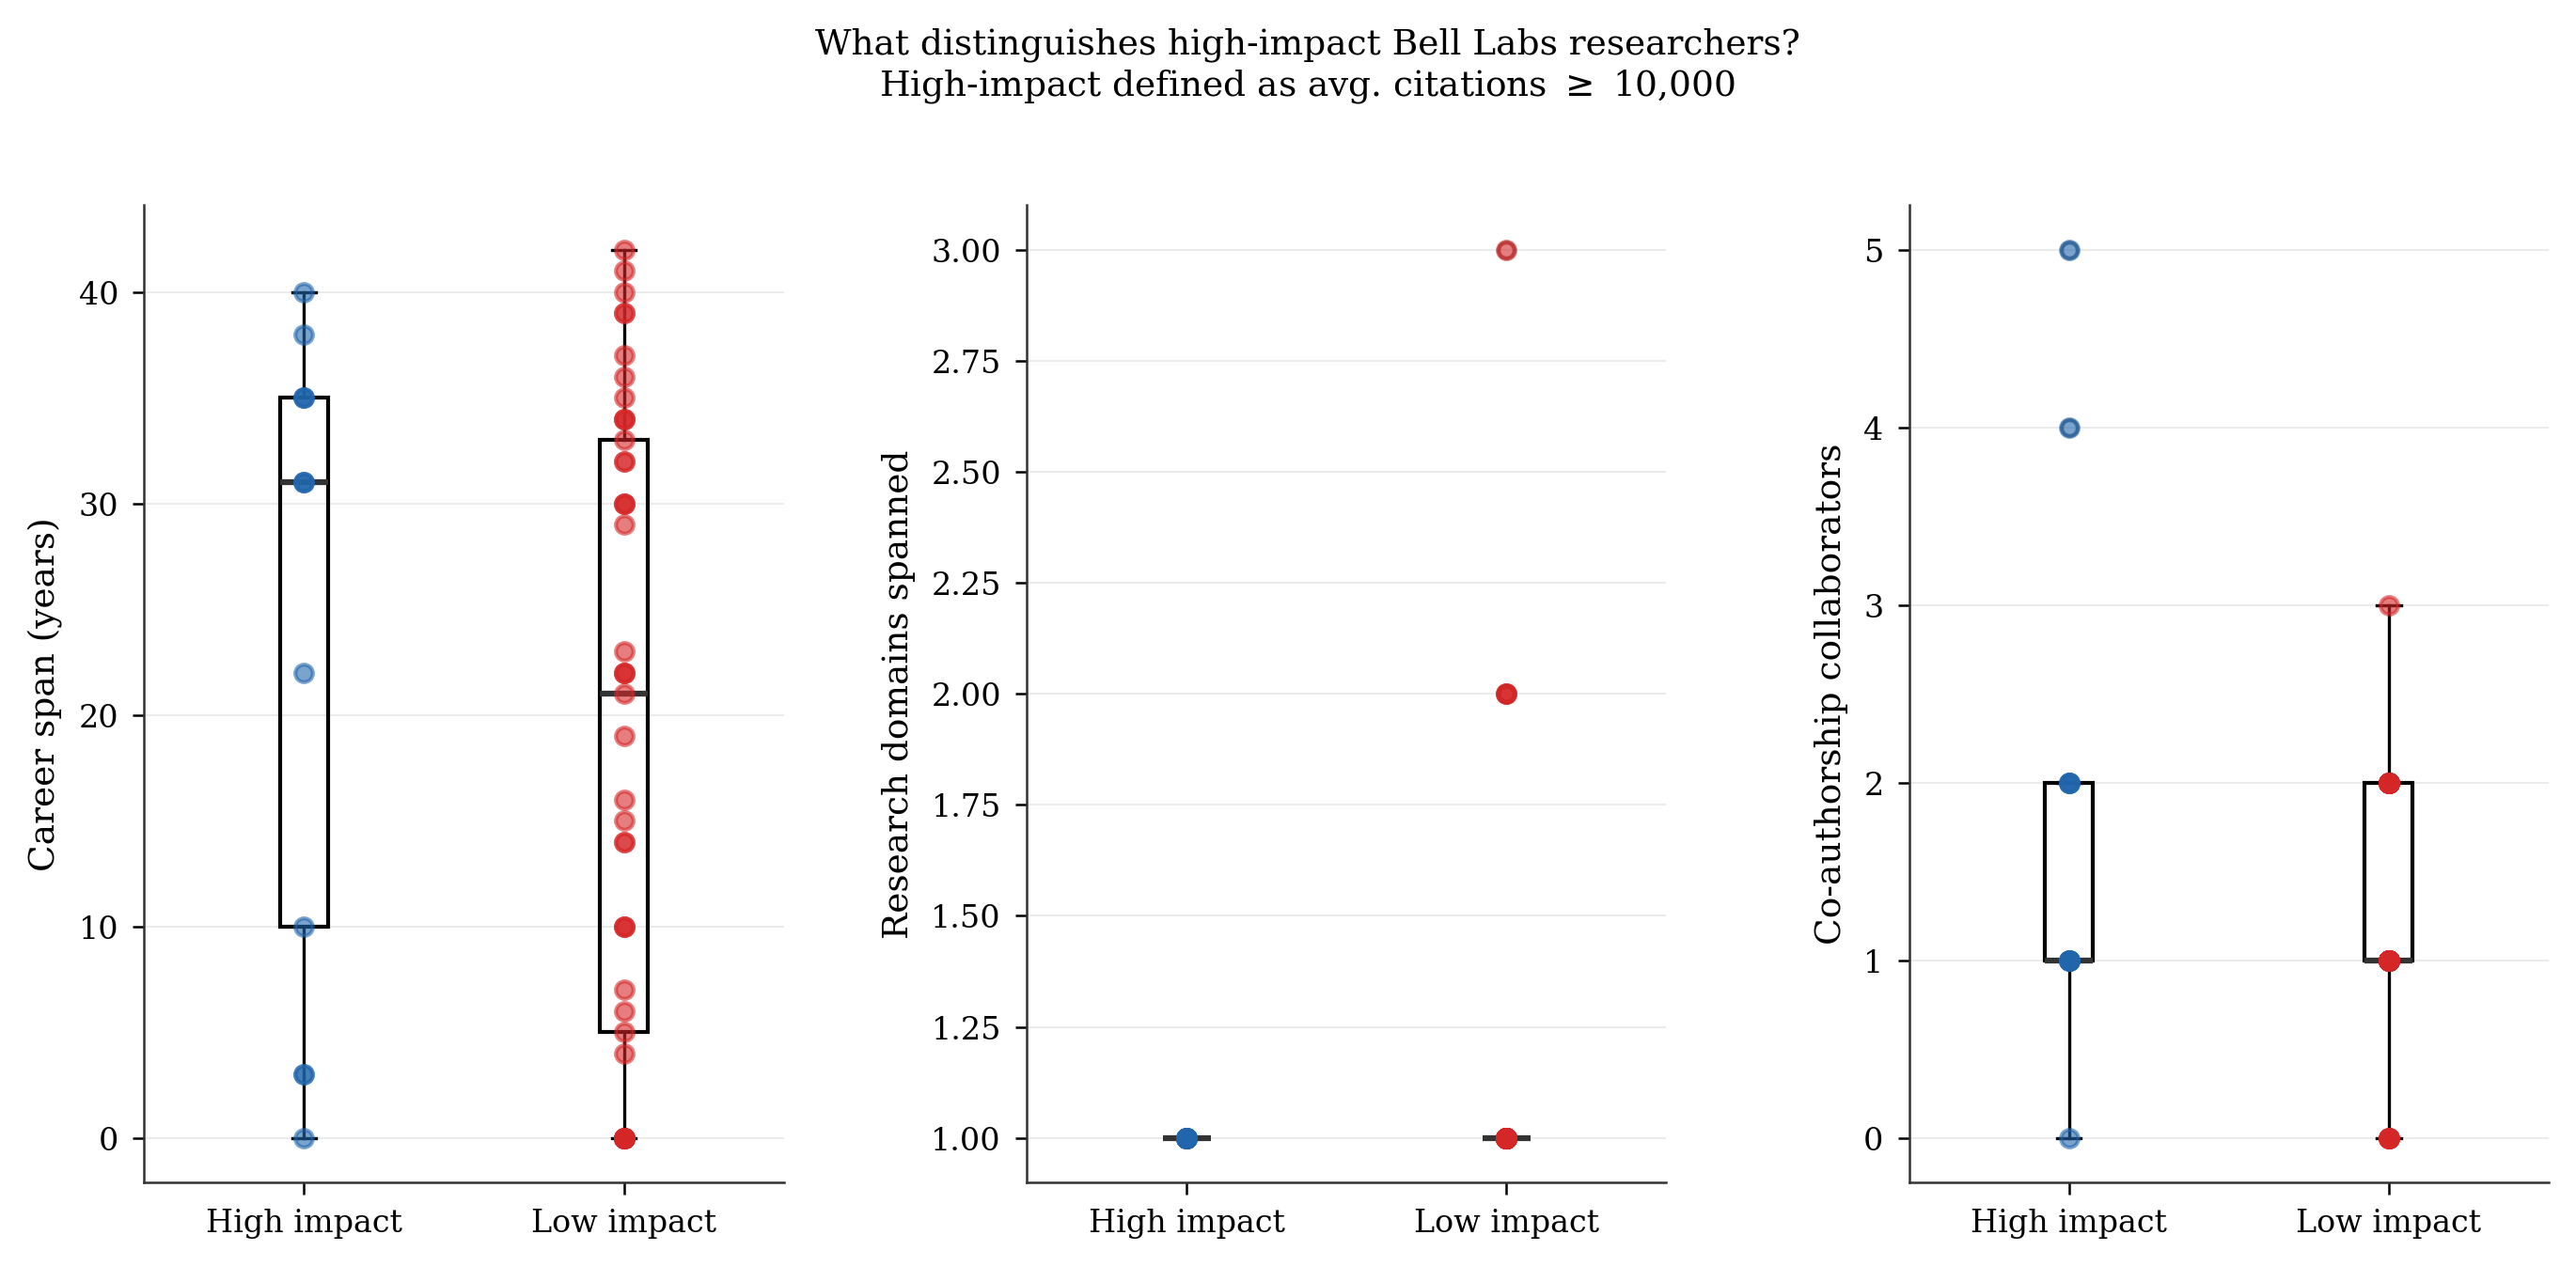 What distinguishes high-impact Bell Labs researchers?
High-impact defined as avg. citations ≥ 10,000
Career span (years)
40
30
20
10
0
High impact
Low impact
Research domains spanned
3.00
2.75
2.50
2.25
2.00
1.75
1.50
1.25
1.00
High impact
Low impact
Co-authorship collaborators
5
4
3
2
1
0
High impact
Low impact